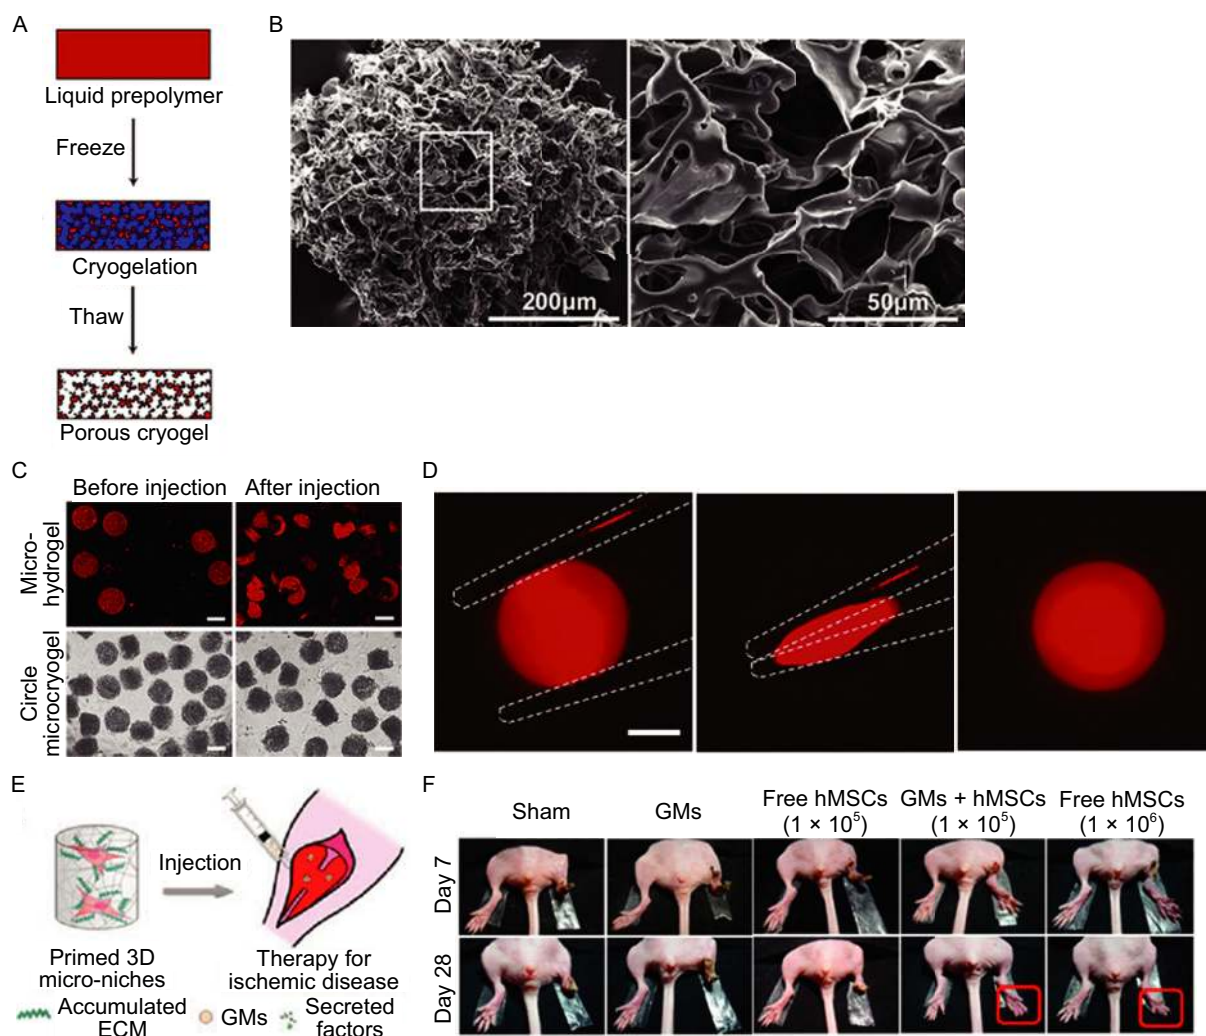 A
Liquid prepolymer
Freeze
Cryogelation
Thaw
Porous cryogel
B
200µm
50µm
C
Before injection
After injection
Micro-
hydrogel
Circle
microcryogel
D
E
Injection
Primed 3D
micro-niches
Therapy for
ischemic disease
Accumulated
ECM
GMs
Secreted
factors
F
Sham
GMs
Free hMSCs
(1 × 10⁵)
GMs + hMSCs
(1 × 10⁵)
Free hMSCs
(1 × 10⁶)
Day 7
Day 28